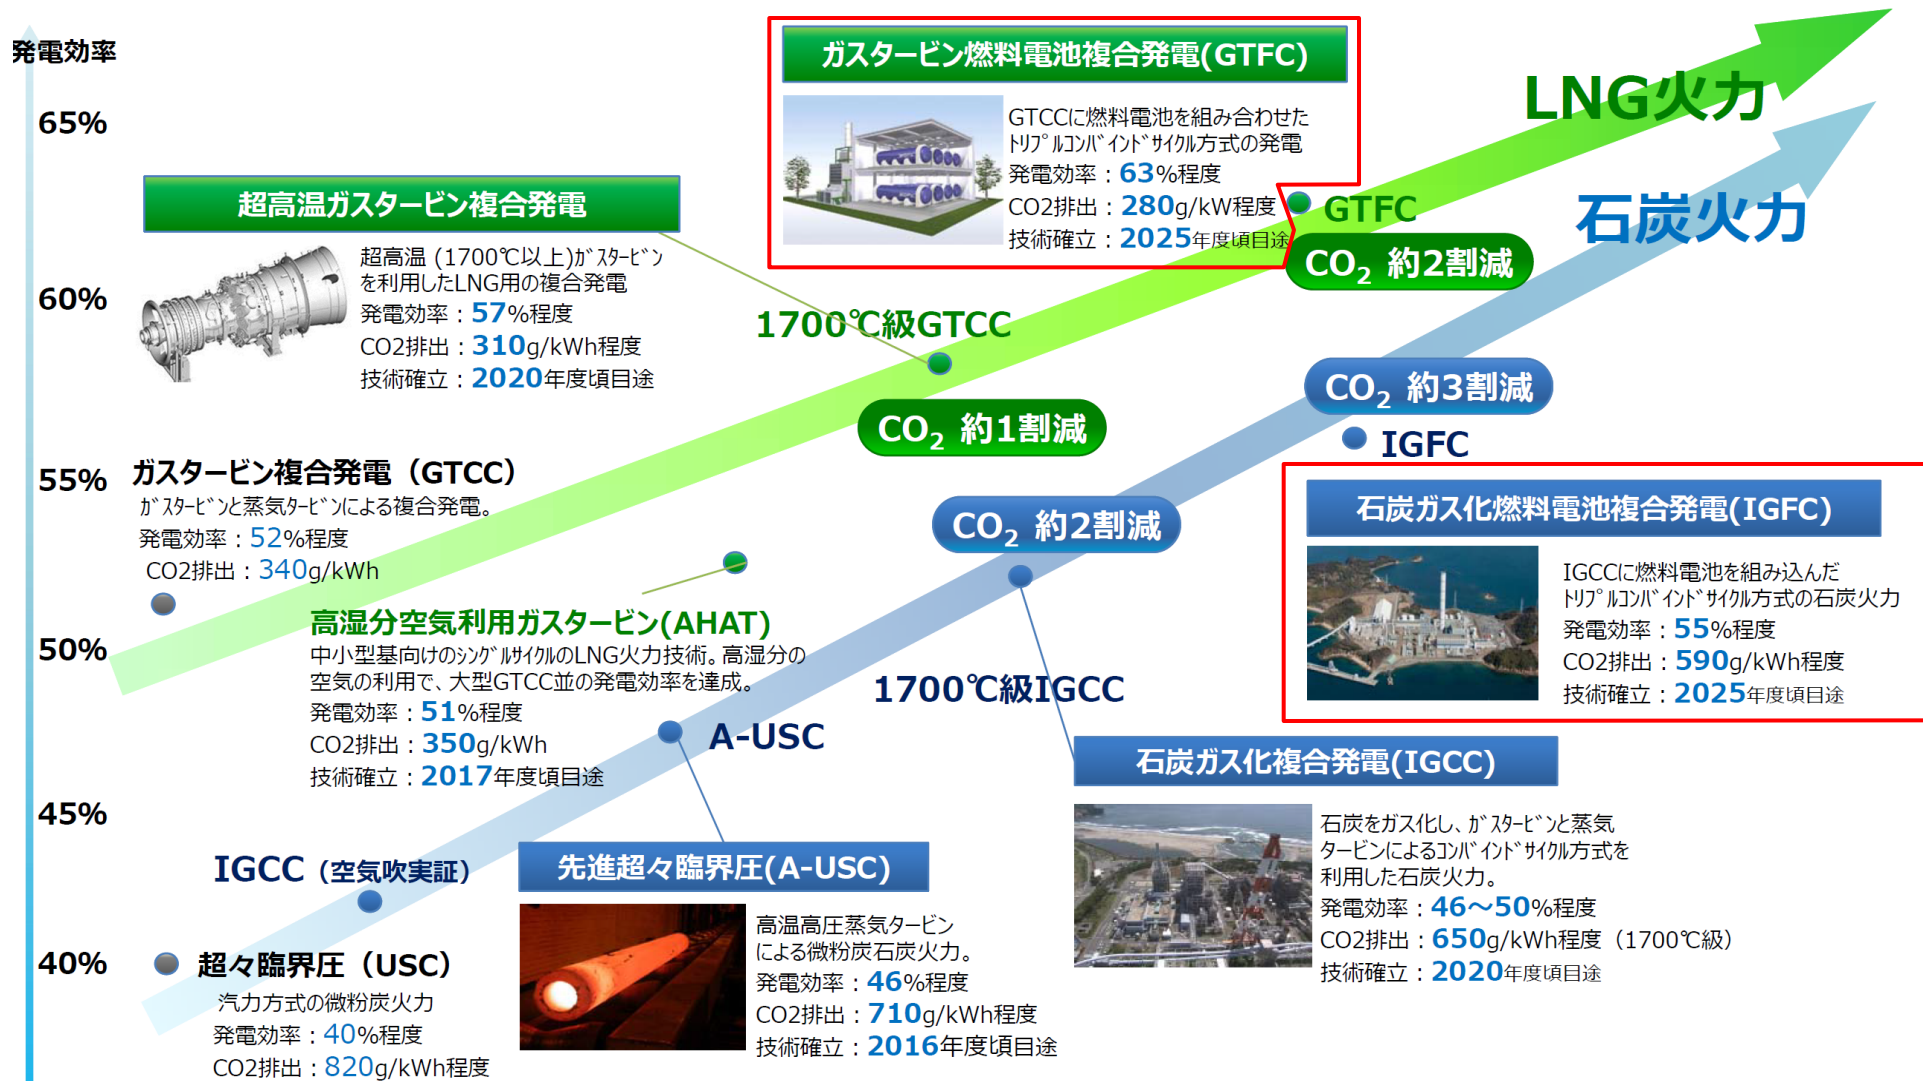 発電効率
65%
60%
55%
50%
45%
40%
ガスタービン燃料電池複合発電(GTFC)
GTCCに燃料電池を組み合わせた
ﾄﾘﾌﾟﾙｺﾝﾊﾞｲﾝﾄﾞｻｲｸﾙ方式の発電
発電効率：63%程度
CO2排出：280g/kW程度
技術確立：2025年度頃目途
LNG火力
石炭火力
GTFC
CO₂ 約2割減
超高温ガスタービン複合発電
超高温 (1700℃以上)ｶﾞｽﾀｰﾋﾞﾝ
を利用したLNG用の複合発電
発電効率：57%程度
CO2排出：310g/kWh程度
技術確立：2020年度頃目途
1700℃級GTCC
CO₂ 約1割減
CO₂ 約3割減
IGFC
ガスタービン複合発電（GTCC）
ｶﾞｽﾀｰﾋﾞﾝと蒸気ﾀｰﾋﾞﾝによる複合発電。
発電効率：52%程度
CO2排出：340g/kWh
CO₂ 約2割減
石炭ガス化燃料電池複合発電(IGFC)
IGCCに燃料電池を組み込んだ
ﾄﾘﾌﾟﾙｺﾝﾊﾞｲﾝﾄﾞｻｲｸﾙ方式の石炭火力
発電効率：55%程度
CO2排出：590g/kWh程度
技術確立：2025年度頃目途
高湿分空気利用ガスタービン(AHAT)
中小型基向けのｼﾝｸﾞﾙｻｲｸﾙのLNG火力技術。高湿分の
空気の利用で、大型GTCC並の発電効率を達成。
発電効率：51%程度
CO2排出：350g/kWh
技術確立：2017年度頃目途
1700℃級IGCC
A-USC
石炭ガス化複合発電(IGCC)
石炭をガス化し、ｶﾞｽﾀｰﾋﾞﾝと蒸気
タービンによるｺﾝﾊﾞｲﾝﾄﾞｻｲｸﾙ方式を
利用した石炭火力。
発電効率：46～50%程度
CO2排出：650g/kWh程度（1700℃級）
技術確立：2020年度頃目途
IGCC（空気吹実証）
先進超々臨界圧(A-USC)
高温高圧蒸気タービン
による微粉炭石炭火力。
発電効率：46%程度
CO2排出：710g/kWh程度
技術確立：2016年度頃目途
超々臨界圧（USC）
汽力方式の微粉炭火力
発電効率：40%程度
CO2排出：820g/kWh程度